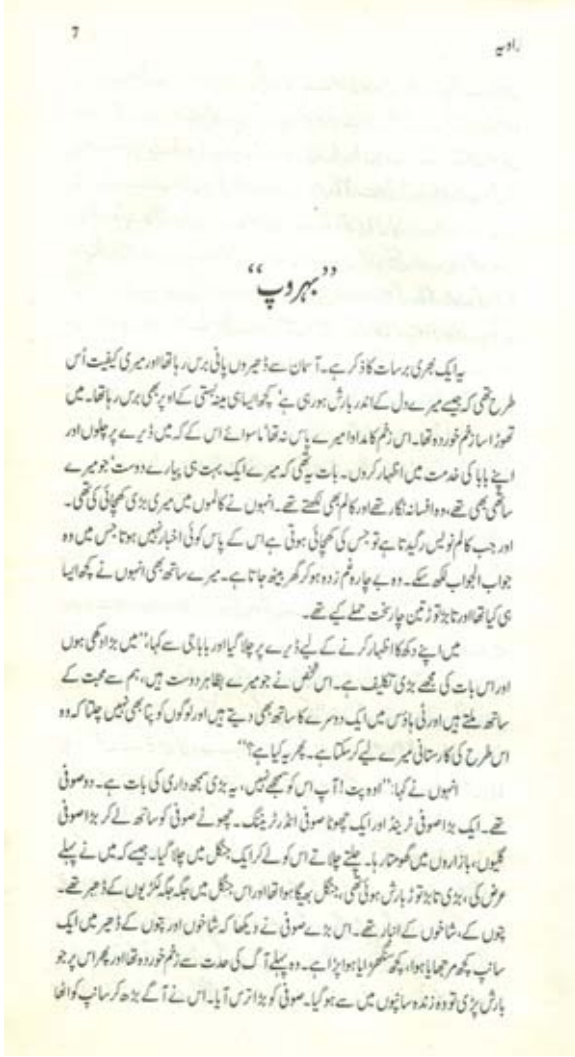 زاویہ
7
”بہروپ“
یہ ایک بھری برسات کا ذکر ہے۔ آسمان سے ڈھیروں پانی برس رہا تھا اور میری کیفیت اُس
طرح تھی کہ جیسے میرے دل کے اندر بارش ہو رہی ہے‘ کچھ ایسا ہی مینہ بستی کے اوپر بھی برس رہا تھا۔ میں
تھوڑا سا زخم خوردہ تھا۔ اس زخم کا مداوا میرے پاس نہ تھا ماسوائے اس کے کہ میں ڈیرے پر چلوں اور
اپنے بابا کی خدمت میں اظہار کروں۔ بات یہ تھی کہ میرے ایک بہت ہی پیارے دوست‘ جو میرے
ساتھی بھی تھے، وہ افسانہ نگار تھے اور کالم بھی لکھتے تھے۔ انہوں نے کالموں میں میری بڑی کھچائی کی تھی۔
اور جب کالم نویس رگیدتا ہے تو جس کی کھچائی ہوتی ہے اس کے پاس کوئی اخبار نہیں ہوتا جس میں وہ
جواب الجواب لکھ سکے۔ وہ بے چارہ غم زدہ ہو کر گھر بیٹھ جاتا ہے۔ میرے ساتھ بھی انہوں نے کچھ ایسا
ہی کیا تھا اور تابڑ توڑ تین چار سخت حملے کیے تھے۔
میں اپنے دکھ کا اظہار کرنے کے لیے ڈیرے پر چلا گیا اور بابا جی سے کہا: ”میں بڑا دکھی ہوں
اور اس بات کی مجھے بڑی تکلیف ہے۔ اس شخص نے جو میرے بظاہر دوست ہیں، ہم سے محبت کے
ساتھ ملتے ہیں اور ٹی ہاؤس میں ایک دوسرے کا ساتھ بھی دیتے ہیں اور لوگوں کو پتا بھی نہیں چلتا کہ وہ
اس طرح کی کارستانی میرے لیے کر سکتا ہے۔ پھر یہ کیا ہے؟“
انہوں نے کہا: ”اوہ پت! آپ اس کو سمجھے نہیں، یہ بڑی سمجھ داری کی بات ہے۔ دو صوفی
تھے۔ ایک بڑا صوفی ٹرینڈ اور ایک چھوٹا صوفی انڈر ٹریننگ۔ چھوٹے صوفی کو ساتھ لے کر بڑا صوفی
گلیوں، بازاروں میں گھومتا رہا۔ چلتے چلاتے اس کو لے کر ایک جنگل میں چلا گیا۔ جیسے کہ میں نے پہلے
عرض کی، بڑی تابڑ توڑ بارش ہوئی تھی، جنگل بھیگا ہوا تھا اور اس جنگل میں جگہ جگہ لکڑیوں کے ڈھیر تھے۔
پتوں کے، شاخوں کے انبار تھے۔ اس بڑے صوفی نے دیکھا کہ شاخوں اور پتوں کے ڈھیر میں ایک
سانپ کچھ مرجھایا ہوا، کچھ سنگھڑایا ہوا پڑا ہے۔ وہ پہلے آگ کی حدت سے زخم خوردہ تھا اور پھر اس پر جو
بارش پڑی تو وہ زندہ سانپوں میں سے ہو گیا۔ صوفی کو بڑا ترس آیا۔ اس نے آگے بڑھ کر سانپ کو اٹھا